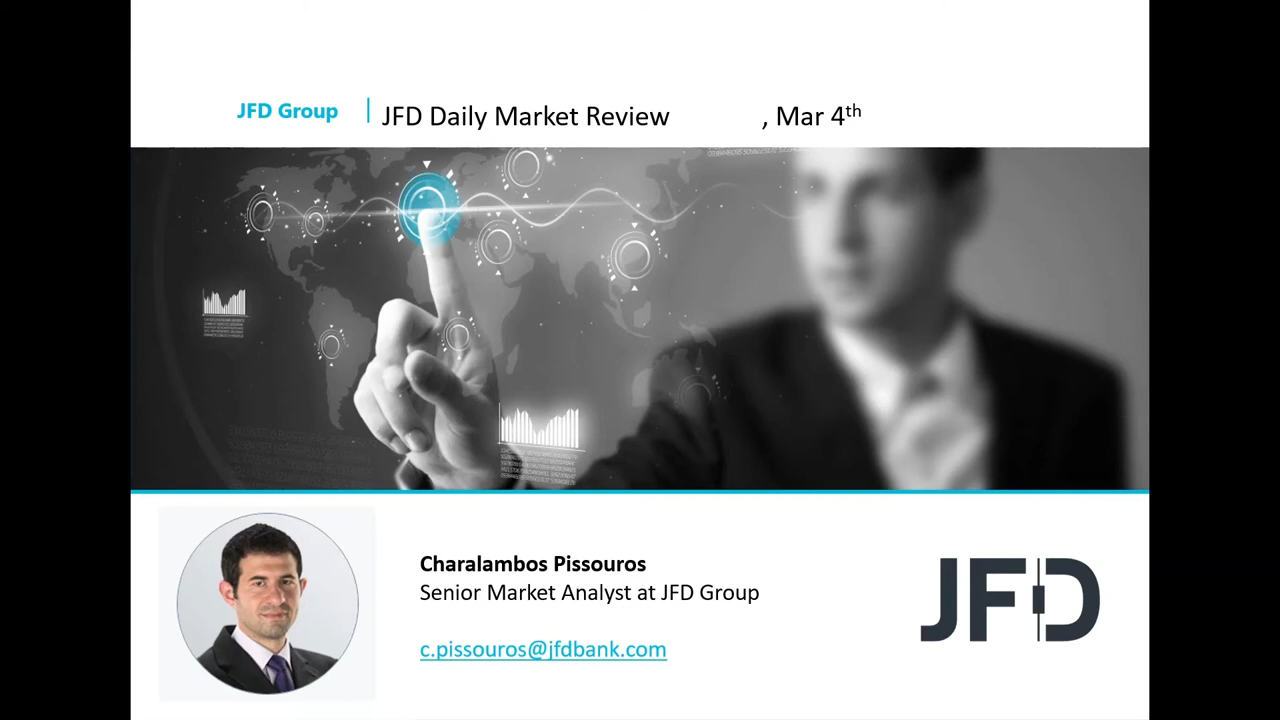 JFD Group
JFD Daily Market Review , Mar 4th
Charalambos Pissouros
Senior Market Analyst at JFD Group
c.pissouros@jfdbank.com
JFD